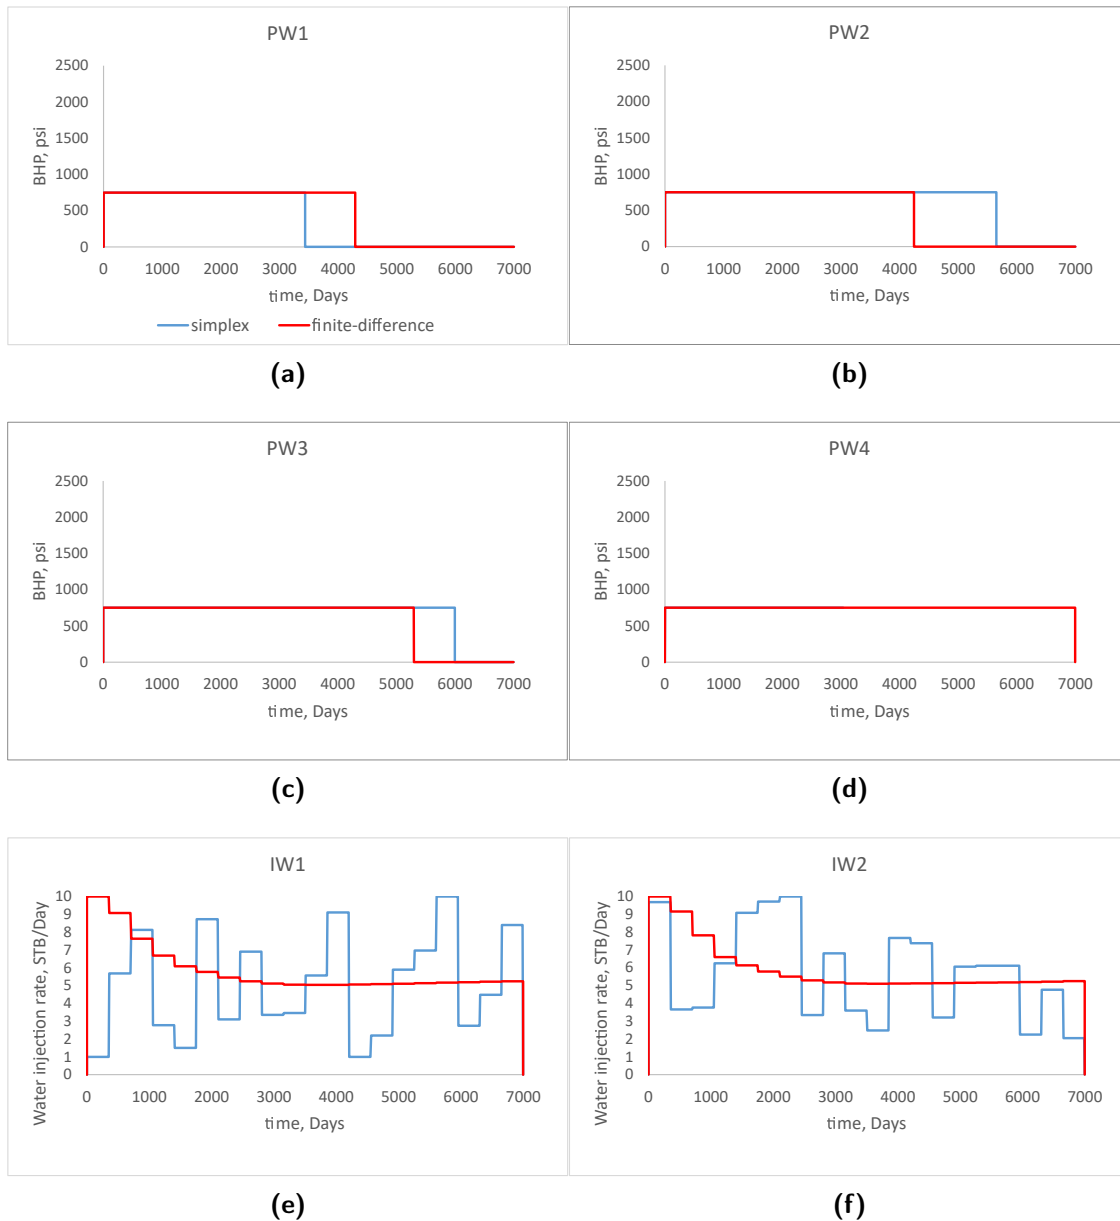 PW1
2500
2000
1500
1000
500
0
BHP, psi
0 1000 2000 3000 4000 5000 6000 7000
time, Days
simplex finite-difference
(a)
PW2
2500
2000
1500
1000
500
0
BHP, psi
0 1000 2000 3000 4000 5000 6000 7000
time, Days
(b)
PW3
2500
2000
1500
1000
500
0
BHP, psi
0 1000 2000 3000 4000 5000 6000 7000
time, Days
(c)
PW4
2500
2000
1500
1000
500
0
BHP, psi
0 1000 2000 3000 4000 5000 6000 7000
time, Days
(d)
IW1
10
9
8
7
6
5
4
3
2
1
0
Water injection rate, STB/Day
0 1000 2000 3000 4000 5000 6000 7000
time, Days
(e)
IW2
10
9
8
7
6
5
4
3
2
1
0
Water injection rate, STB/Day
0 1000 2000 3000 4000 5000 6000 7000
time, Days
(f)